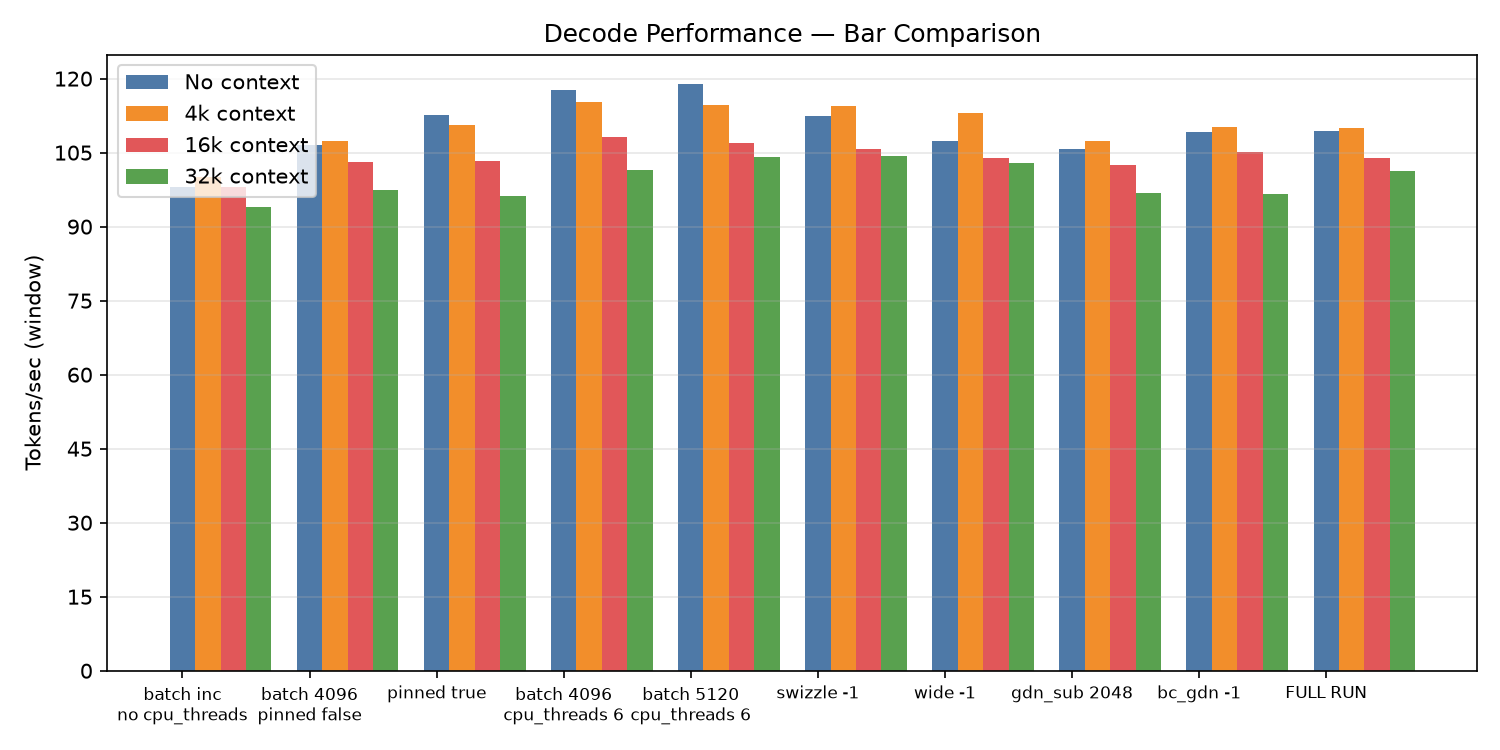 Decode Performance — Bar Comparison
No context
4k context
16k context
32k context
Tokens/sec (window)
120
105
90
75
60
45
30
15
0
batch inc
no cpu_threads
batch 4096
pinned false
pinned true
batch 4096
cpu_threads 6
batch 5120
cpu_threads 6
swizzle -1
wide -1
gdn_sub 2048
bc_gdn -1
FULL RUN